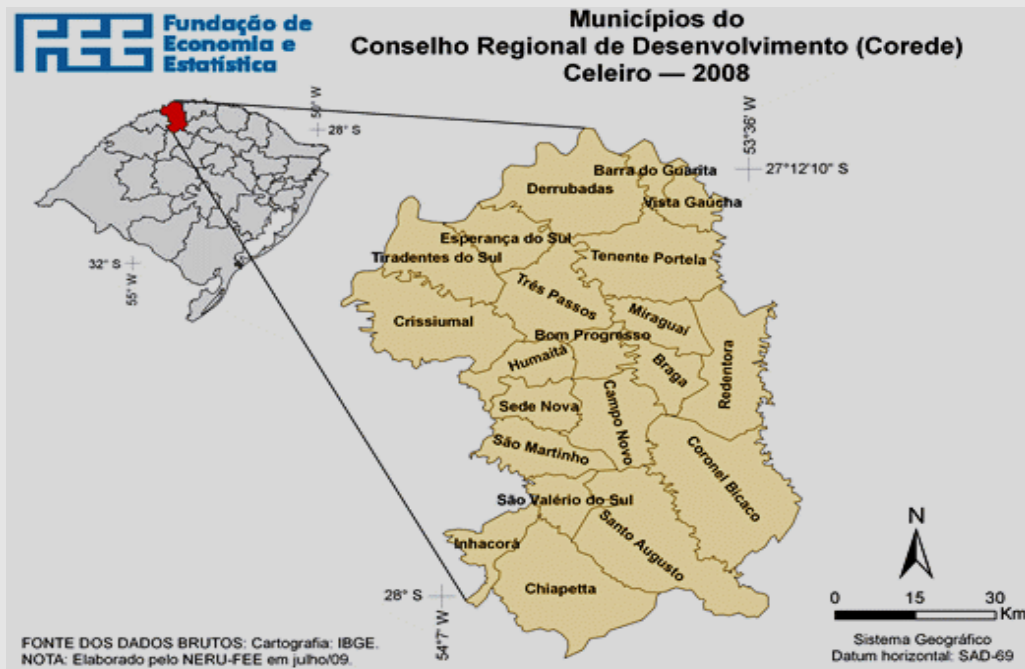 FEE
Fundação de
Economia e
Estatística
Municípios do
Conselho Regional de Desenvolvimento (Corede)
Celeiro — 2008
50° W
28° S
53°36' W
27°12'10" S
32° S
55° W
Barra do Guarita
Derrubadas
Vista Gaúcha
Esperança do Sul
Tiradentes do Sul
Tenente Portela
Três Passos
Crissiumal
Miraguaí
Bom Progresso
Humaitá
Braga
Redentora
Sede Nova
Campo Novo
São Martinho
Coronel Bicaco
São Valério do Sul
Santo Augusto
Inhacorá
Chiapetta
28° S
54°7' W
N
0 15 30 Km
Sistema Geográfico
Datum horizontal: SAD-69
FONTE DOS DADOS BRUTOS: Cartografia: IBGE.
NOTA: Elaborado pelo NERU-FEE em julho/09.